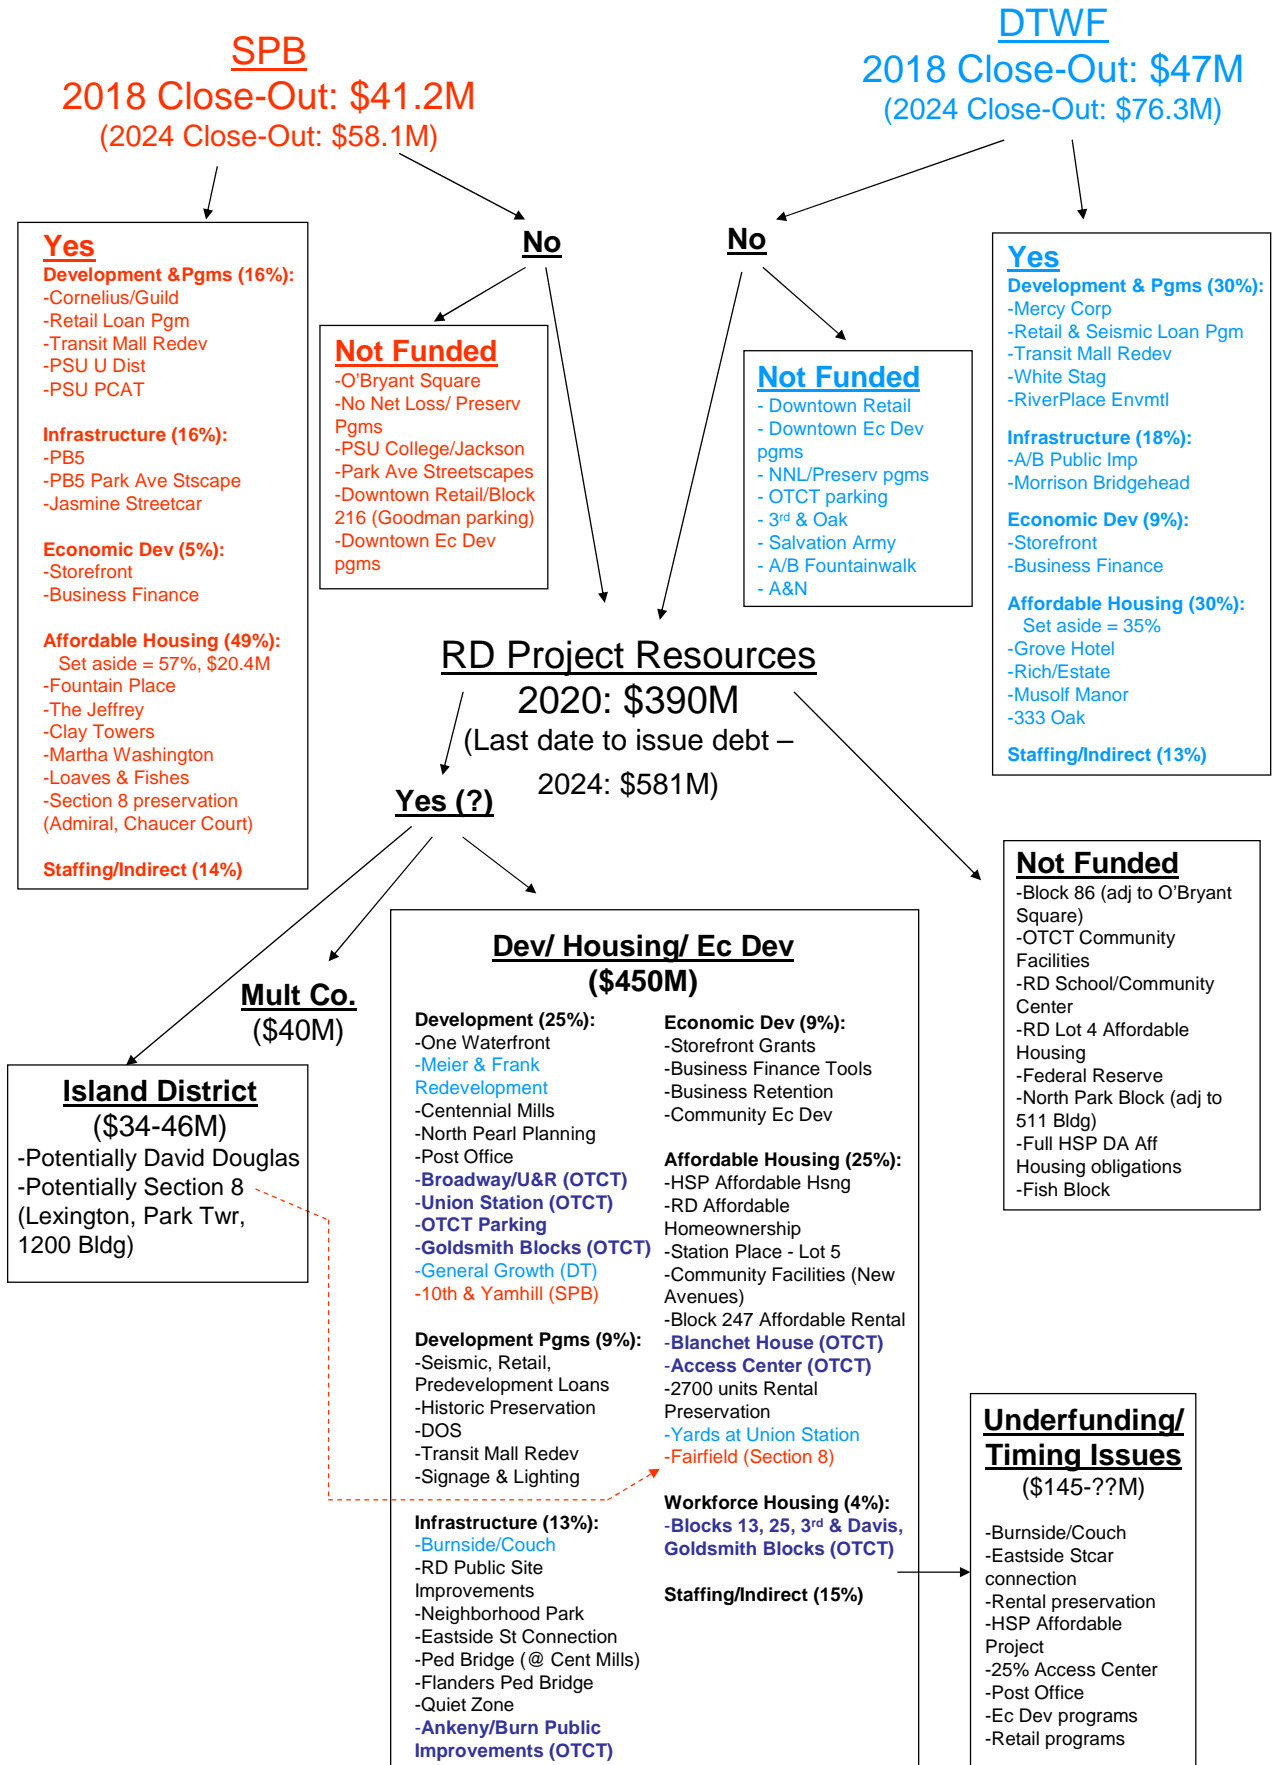 SPB
2018 Close-Out: $41.2M
(2024 Close-Out: $58.1M)
DTWF
2018 Close-Out: $47M
(2024 Close-Out: $76.3M)
Yes
Development &Pgms (16%):
-Cornelius/Guild
-Retail Loan Pgm
-Transit Mall Redev
-PSU U Dist
-PSU PCAT
Infrastructure (16%):
-PB5
-PB5 Park Ave Stscape
-Jasmine Streetcar
Economic Dev (5%):
-Storefront
-Business Finance
Affordable Housing (49%):
Set aside = 57%, $20.4M
-Fountain Place
-The Jeffrey
-Clay Towers
-Martha Washington
-Loaves & Fishes
-Section 8 preservation
(Admiral, Chaucer Court)
Staffing/Indirect (14%)
No
Not Funded
-O'Bryant Square
-No Net Loss/ Preserv
Pgms
-PSU College/Jackson
-Park Ave Streetscapes
-Downtown Retail/Block
216 (Goodman parking)
-Downtown Ec Dev
pgms
No
Not Funded
- Downtown Retail
- Downtown Ec Dev
pgms
- NNL/Preserv pgms
- OTCT parking
- 3rd & Oak
- Salvation Army
- A/B Fountainwalk
- A&N
Yes
Development & Pgms (30%):
-Mercy Corp
-Retail & Seismic Loan Pgm
-Transit Mall Redev
-White Stag
-RiverPlace Envmtl
Infrastructure (18%):
-A/B Public Imp
-Morrison Bridgehead
Economic Dev (9%):
-Storefront
-Business Finance
Affordable Housing (30%):
Set aside = 35%
-Grove Hotel
-Rich/Estate
-Musolf Manor
-333 Oak
Staffing/Indirect (13%)
RD Project Resources
2020: $390M
(Last date to issue debt –
2024: $581M)
Yes (?)
Not Funded
-Block 86 (adj to O'Bryant
Square)
-OTCT Community
Facilities
-RD School/Community
Center
-RD Lot 4 Affordable
Housing
-Federal Reserve
-North Park Block (adj to
511 Bldg)
-Full HSP DA Aff
Housing obligations
-Fish Block
Mult Co.
($40M)
Island District
($34-46M)
-Potentially David Douglas
-Potentially Section 8
(Lexington, Park Twr,
1200 Bldg)
Dev/ Housing/ Ec Dev
($450M)
Development (25%):
-One Waterfront
-Meier & Frank
Redevelopment
-Centennial Mills
-North Pearl Planning
-Post Office
-Broadway/U&R (OTCT)
-Union Station (OTCT)
-OTCT Parking
-Goldsmith Blocks (OTCT)
-General Growth (DT)
-10th & Yamhill (SPB)
Development Pgms (9%):
-Seismic, Retail,
Predevelopment Loans
-Historic Preservation
-DOS
-Transit Mall Redev
-Signage & Lighting
Infrastructure (13%):
-Burnside/Couch
-RD Public Site
Improvements
-Neighborhood Park
-Eastside St Connection
-Ped Bridge (@ Cent Mills)
-Flanders Ped Bridge
-Quiet Zone
-Ankeny/Burn Public
Improvements (OTCT)
Economic Dev (9%):
-Storefront Grants
-Business Finance Tools
-Business Retention
-Community Ec Dev
Affordable Housing (25%):
-HSP Affordable Hsng
-RD Affordable
Homeownership
-Station Place - Lot 5
-Community Facilities (New
Avenues)
-Block 247 Affordable Rental
-Blanchet House (OTCT)
-Access Center (OTCT)
-2700 units Rental
Preservation
-Yards at Union Station
-Fairfield (Section 8)
Workforce Housing (4%):
-Blocks 13, 25, 3rd & Davis,
Goldsmith Blocks (OTCT)
Staffing/Indirect (15%)
Underfunding/
Timing Issues
($145-??M)
-Burnside/Couch
-Eastside Stcar
connection
-Rental preservation
-HSP Affordable
Project
-25% Access Center
-Post Office
-Ec Dev programs
-Retail programs